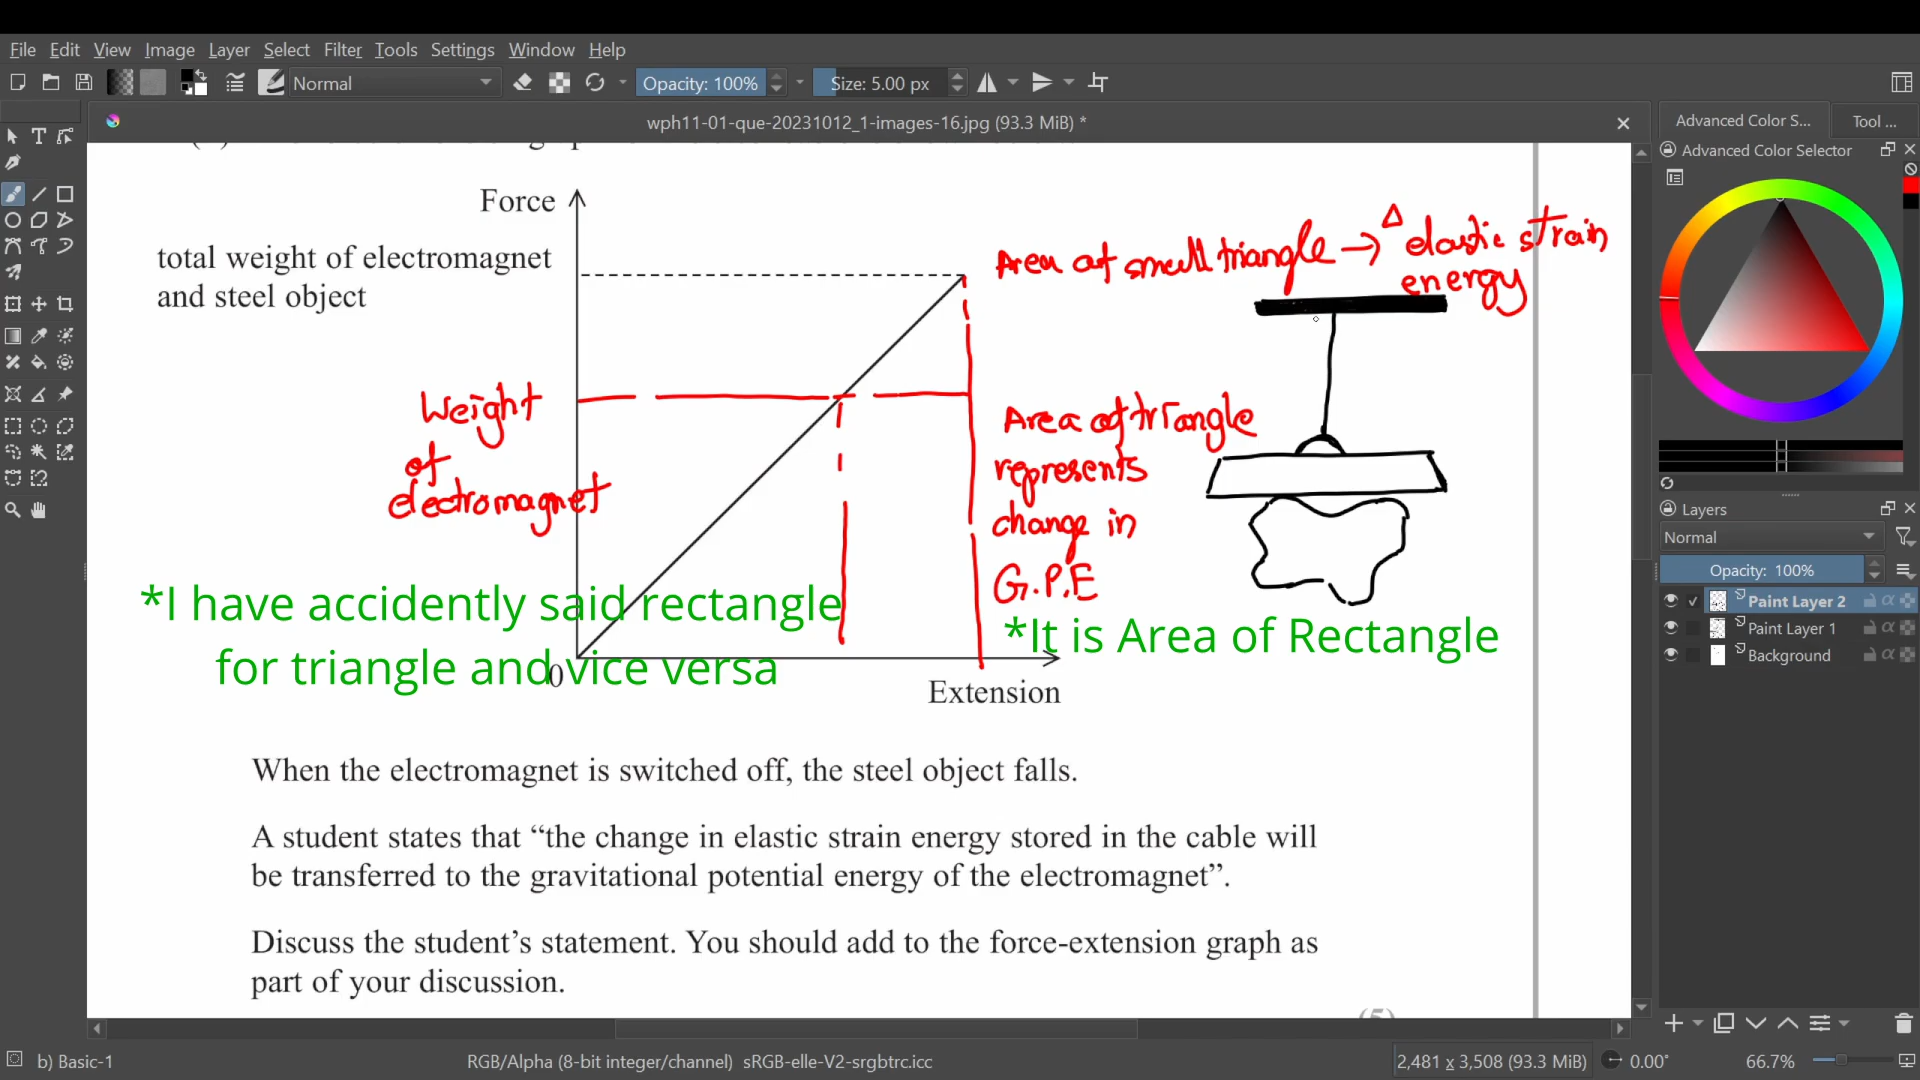 File Edit View Image Layer Select Filter Tools Settings Window Help
Normal Opacity: 100% Size: 5.00 px
wph11-01-que-20231012_1-images-16.jpg (93.3 MiB) *
Advanced Color S... Tool ...
Advanced Color Selector
Force
total weight of electromagnet
and steel object
Area of small triangle → Δ elastic strain
energy
Weight
of
electromagnet
Area of triangle
represents
change in
G.P.E
*I have accidently said rectangle
for triangle and vice versa
*It is Area of Rectangle
0
Extension
When the electromagnet is switched off, the steel object falls.
A student states that “the change in elastic strain energy stored in the cable will
be transferred to the gravitational potential energy of the electromagnet”.
Discuss the student’s statement. You should add to the force-extension graph as
part of your discussion.
Layers
Normal
Opacity: 100%
Paint Layer 2
Paint Layer 1
Background
b) Basic-1 RGB/Alpha (8-bit integer/channel) sRGB-elle-V2-srgbtrc.icc 2,481 x 3,508 (93.3 MiB) 0.00° 66.7%